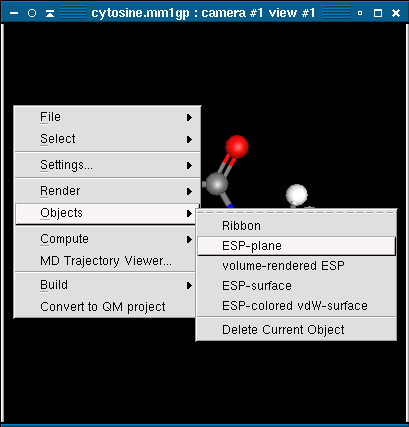 cytosine.mm1gp : camera #1 view #1
File
Select
Settings...
Render
Objects
Compute
MD Trajectory Viewer...
Build
Convert to QM project
Ribbon
ESP-plane
volume-rendered ESP
ESP-surface
ESP-colored vdW-surface
Delete Current Object